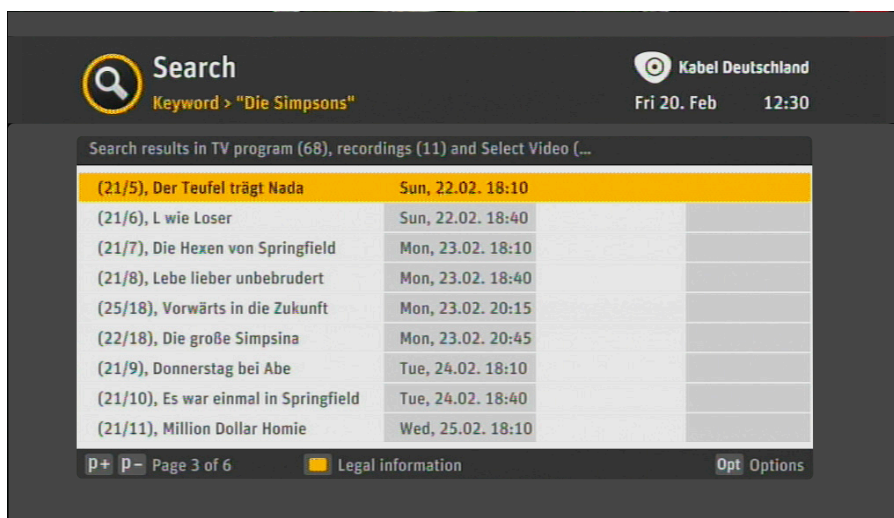 Search
Keyword > "Die Simpsons"
Kabel Deutschland
Fri 20. Feb 12:30
Search results in TV program (68), recordings (11) and Select Video (...
(21/5), Der Teufel trägt Nada Sun, 22.02. 18:10
(21/6), L wie Loser Sun, 22.02. 18:40
(21/7), Die Hexen von Springfield Mon, 23.02. 18:10
(21/8), Lebe lieber unbebrudert Mon, 23.02. 18:40
(25/18), Vorwärts in die Zukunft Mon, 23.02. 20:15
(22/18), Die große Simpsina Mon, 23.02. 20:45
(21/9), Donnerstag bei Abe Tue, 24.02. 18:10
(21/10), Es war einmal in Springfield Tue, 24.02. 18:40
(21/11), Million Dollar Homie Wed, 25.02. 18:10
p+ p- Page 3 of 6 Legal information Opt Options